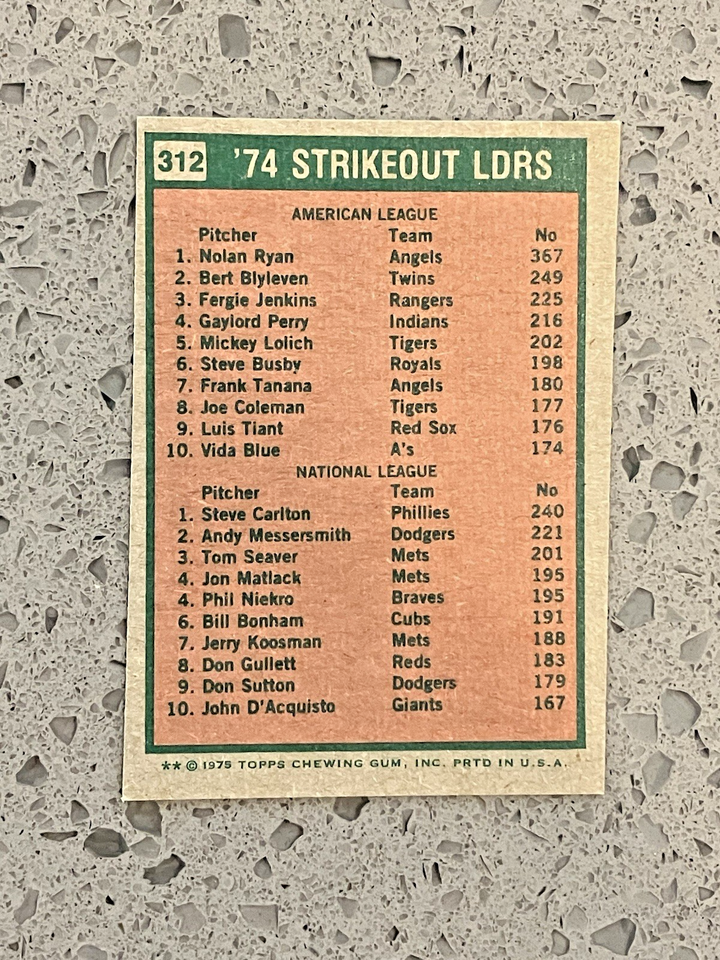 312 '74 STRIKEOUT LDRS
AMERICAN LEAGUE
Pitcher Team No
1. Nolan Ryan Angels 367
2. Bert Blyleven Twins 249
3. Fergie Jenkins Rangers 225
4. Gaylord Perry Indians 216
5. Mickey Lolich Tigers 202
6. Steve Busby Royals 198
7. Frank Tanana Angels 180
8. Joe Coleman Tigers 177
9. Luis Tiant Red Sox 176
10. Vida Blue A's 174
NATIONAL LEAGUE
Pitcher Team No
1. Steve Carlton Phillies 240
2. Andy Messersmith Dodgers 221
3. Tom Seaver Mets 201
4. Jon Matlack Mets 195
4. Phil Niekro Braves 195
6. Bill Bonham Cubs 191
7. Jerry Koosman Mets 188
8. Don Gullett Reds 183
9. Don Sutton Dodgers 179
10. John D'Acquisto Giants 167
** © 1975 TOPPS CHEWING GUM, INC. PRTD IN U.S.A.